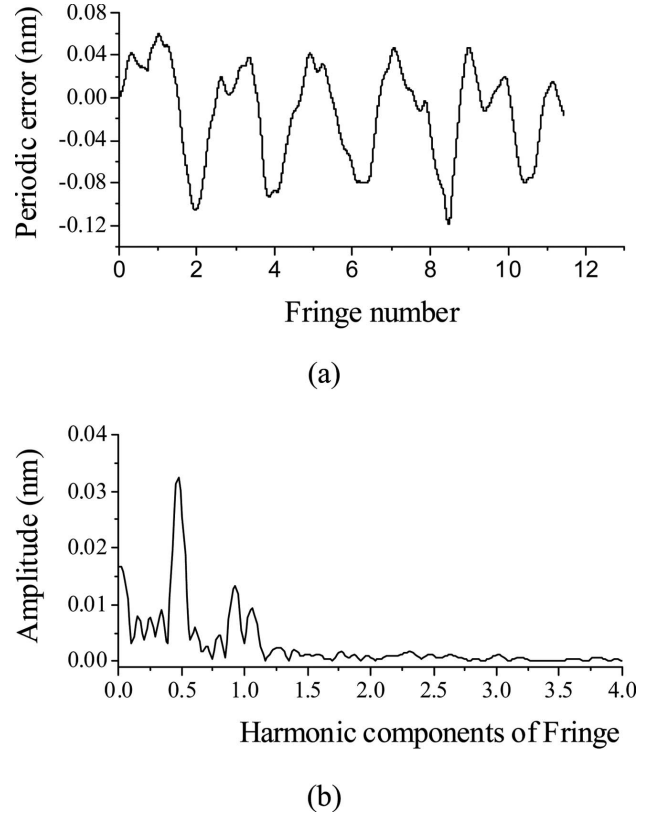 Periodic error (nm)
0.08
0.04
0.00
-0.04
-0.08
-0.12
0 2 4 6 8 10 12
Fringe number
(a)
Amplitude (nm)
0.04
0.03
0.02
0.01
0.00
0.0 0.5 1.0 1.5 2.0 2.5 3.0 3.5 4.0
Harmonic components of Fringe
(b)